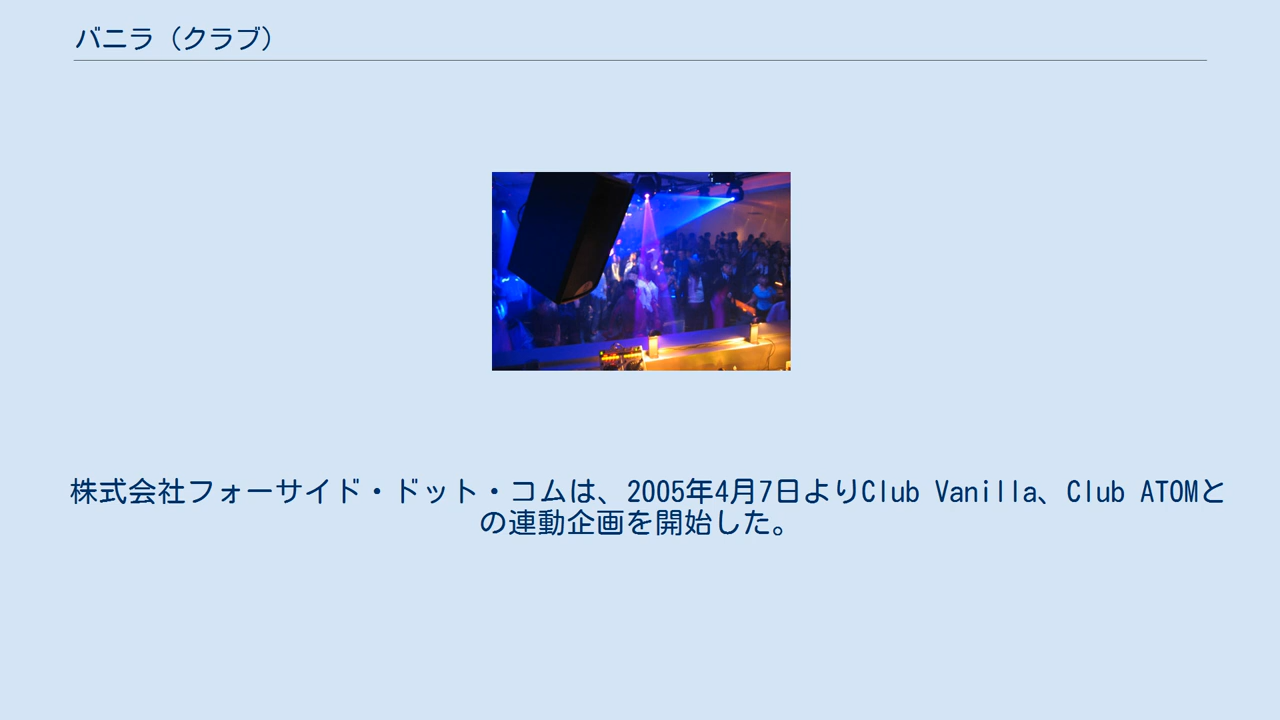 バニラ（クラブ）
株式会社フォーサイド・ドット・コムは、2005年4月7日よりClub Vanilla、Club ATOMと
の連動企画を開始した。